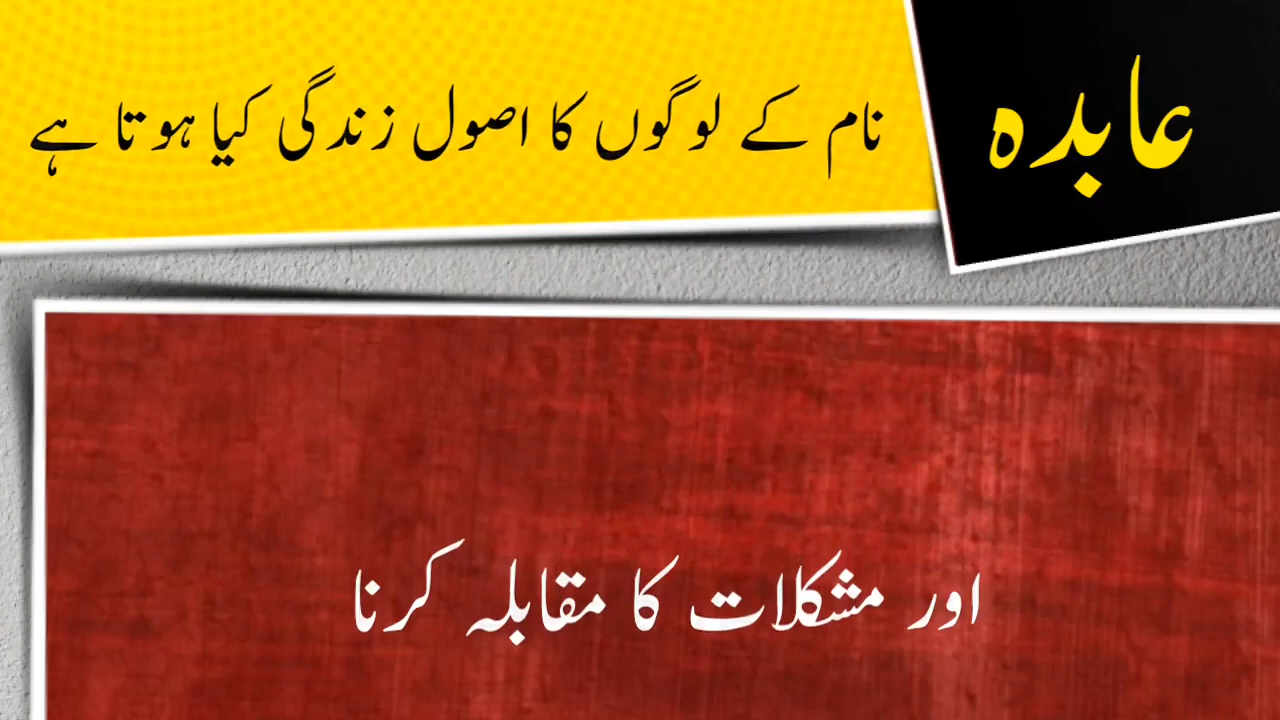 عابدہ
نام کے لوگوں کا اصول زندگی کیا ہوتا ہے
اور مشکلات کا مقابلہ کرنا